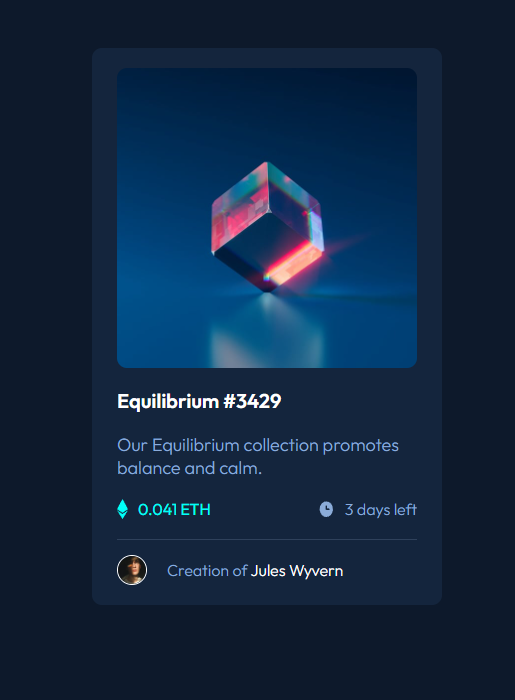 Equilibrium #3429
Our Equilibrium collection promotes
balance and calm.
0.041 ETH
3 days left
Creation of Jules Wyvern